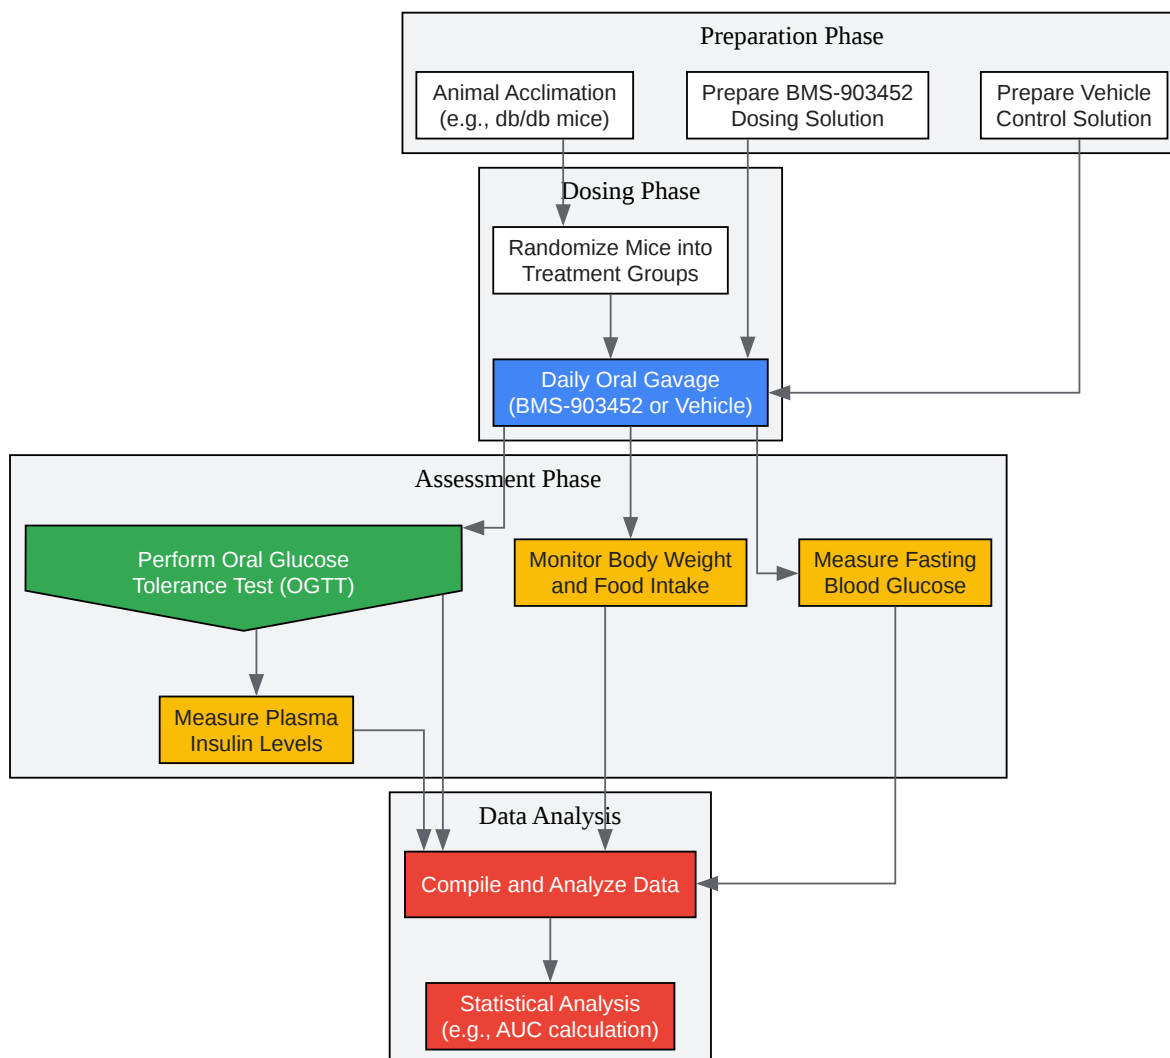 Preparation Phase
Animal Acclimation
(e.g., db/db mice)
Prepare BMS-903452
Dosing Solution
Prepare Vehicle
Control Solution
Dosing Phase
Randomize Mice into
Treatment Groups
Daily Oral Gavage
(BMS-903452 or Vehicle)
Assessment Phase
Perform Oral Glucose
Tolerance Test (OGTT)
Monitor Body Weight
and Food Intake
Measure Fasting
Blood Glucose
Measure Plasma
Insulin Levels
Data Analysis
Compile and Analyze Data
Statistical Analysis
(e.g., AUC calculation)